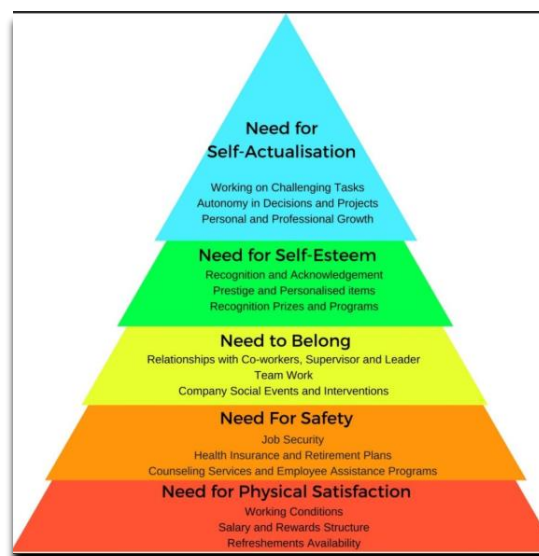 Need for
Self-Actualisation
Working on Challenging Tasks
Autonomy in Decisions and Projects
Personal and Professional Growth
Need for Self-Esteem
Recognition and Acknowledgement
Prestige and Personalised items
Recognition Prizes and Programs
Need to Belong
Relationships with Co-workers, Supervisor and Leader
Team Work
Company Social Events and Interventions
Need For Safety
Job Security
Health Insurance and Retirement Plans
Counseling Services and Employee Assistance Programs
Need for Physical Satisfaction
Working Conditions
Salary and Rewards Structure
Refreshements Availability